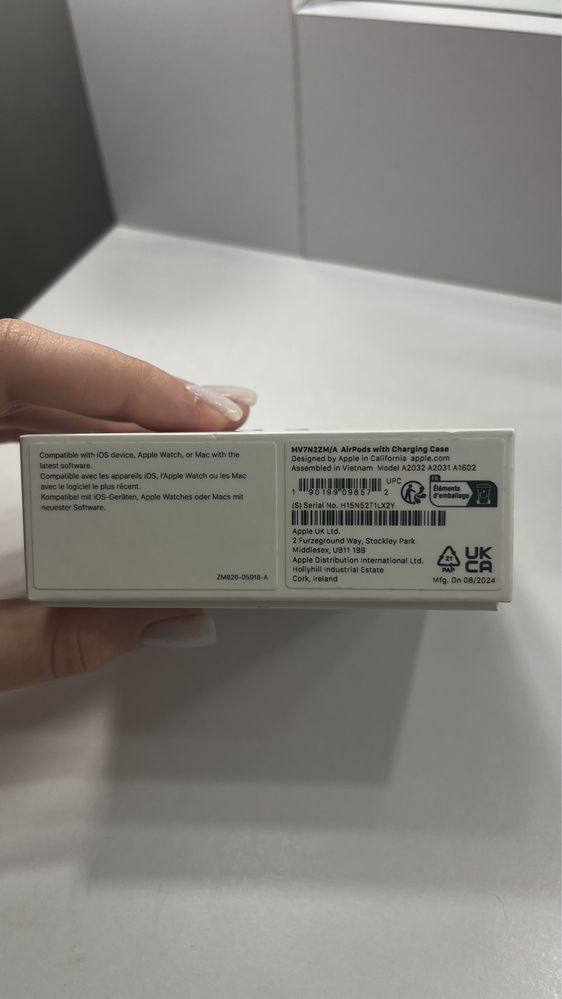 Compatible with iOS device, Apple Watch, or Mac with the
latest software.
Compatible avec les appareils iOS, l'Apple Watch ou les Mac
avec le logiciel le plus récent.
Kompatibel mit iOS-Geräten, Apple Watches oder Macs mit
neuester Software.
ZM826-05918-A
MV7N2ZM/A AirPods with Charging Case
Designed by Apple in California apple.com
Assembled in Vietnam Model A2032 A2031 A1602
UPC
1 90199 09857 2
FR
Éléments
d'emballage
(S) Serial No. H15N52T1LX2Y
Apple UK Ltd.
2 Furzeground Way, Stockley Park
Middlesex, UB11 1BB
Apple Distribution International Ltd.
Hollyhill Industrial Estate
Cork, Ireland
21
PAP
UK
CA
Mfg. On 08/2024